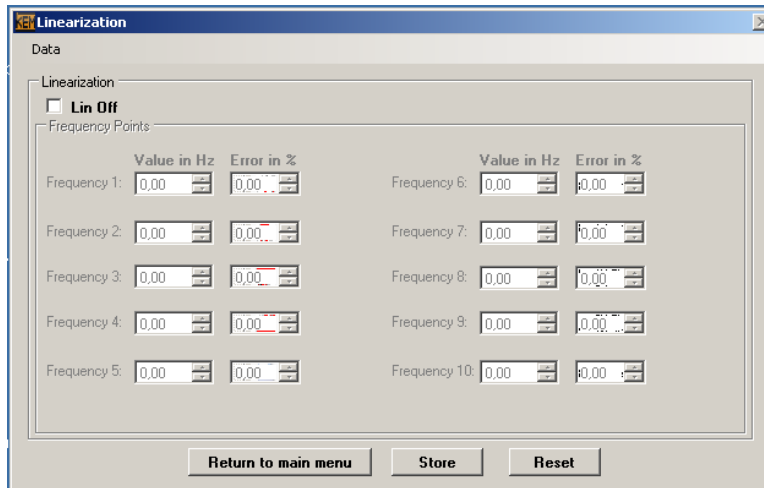 KEM Linearization
Data
Linearization
Lin Off
Frequency Points
Value in Hz Error in % Value in Hz Error in %
Frequency 1: 0,00 0,00 Frequency 6: 0,00 0,00
Frequency 2: 0,00 0,00 Frequency 7: 0,00 0,00
Frequency 3: 0,00 0,00 Frequency 8: 0,00 0,00
Frequency 4: 0,00 0,00 Frequency 9: 0,00 0,00
Frequency 5: 0,00 0,00 Frequency 10: 0,00 0,00
Return to main menu Store Reset